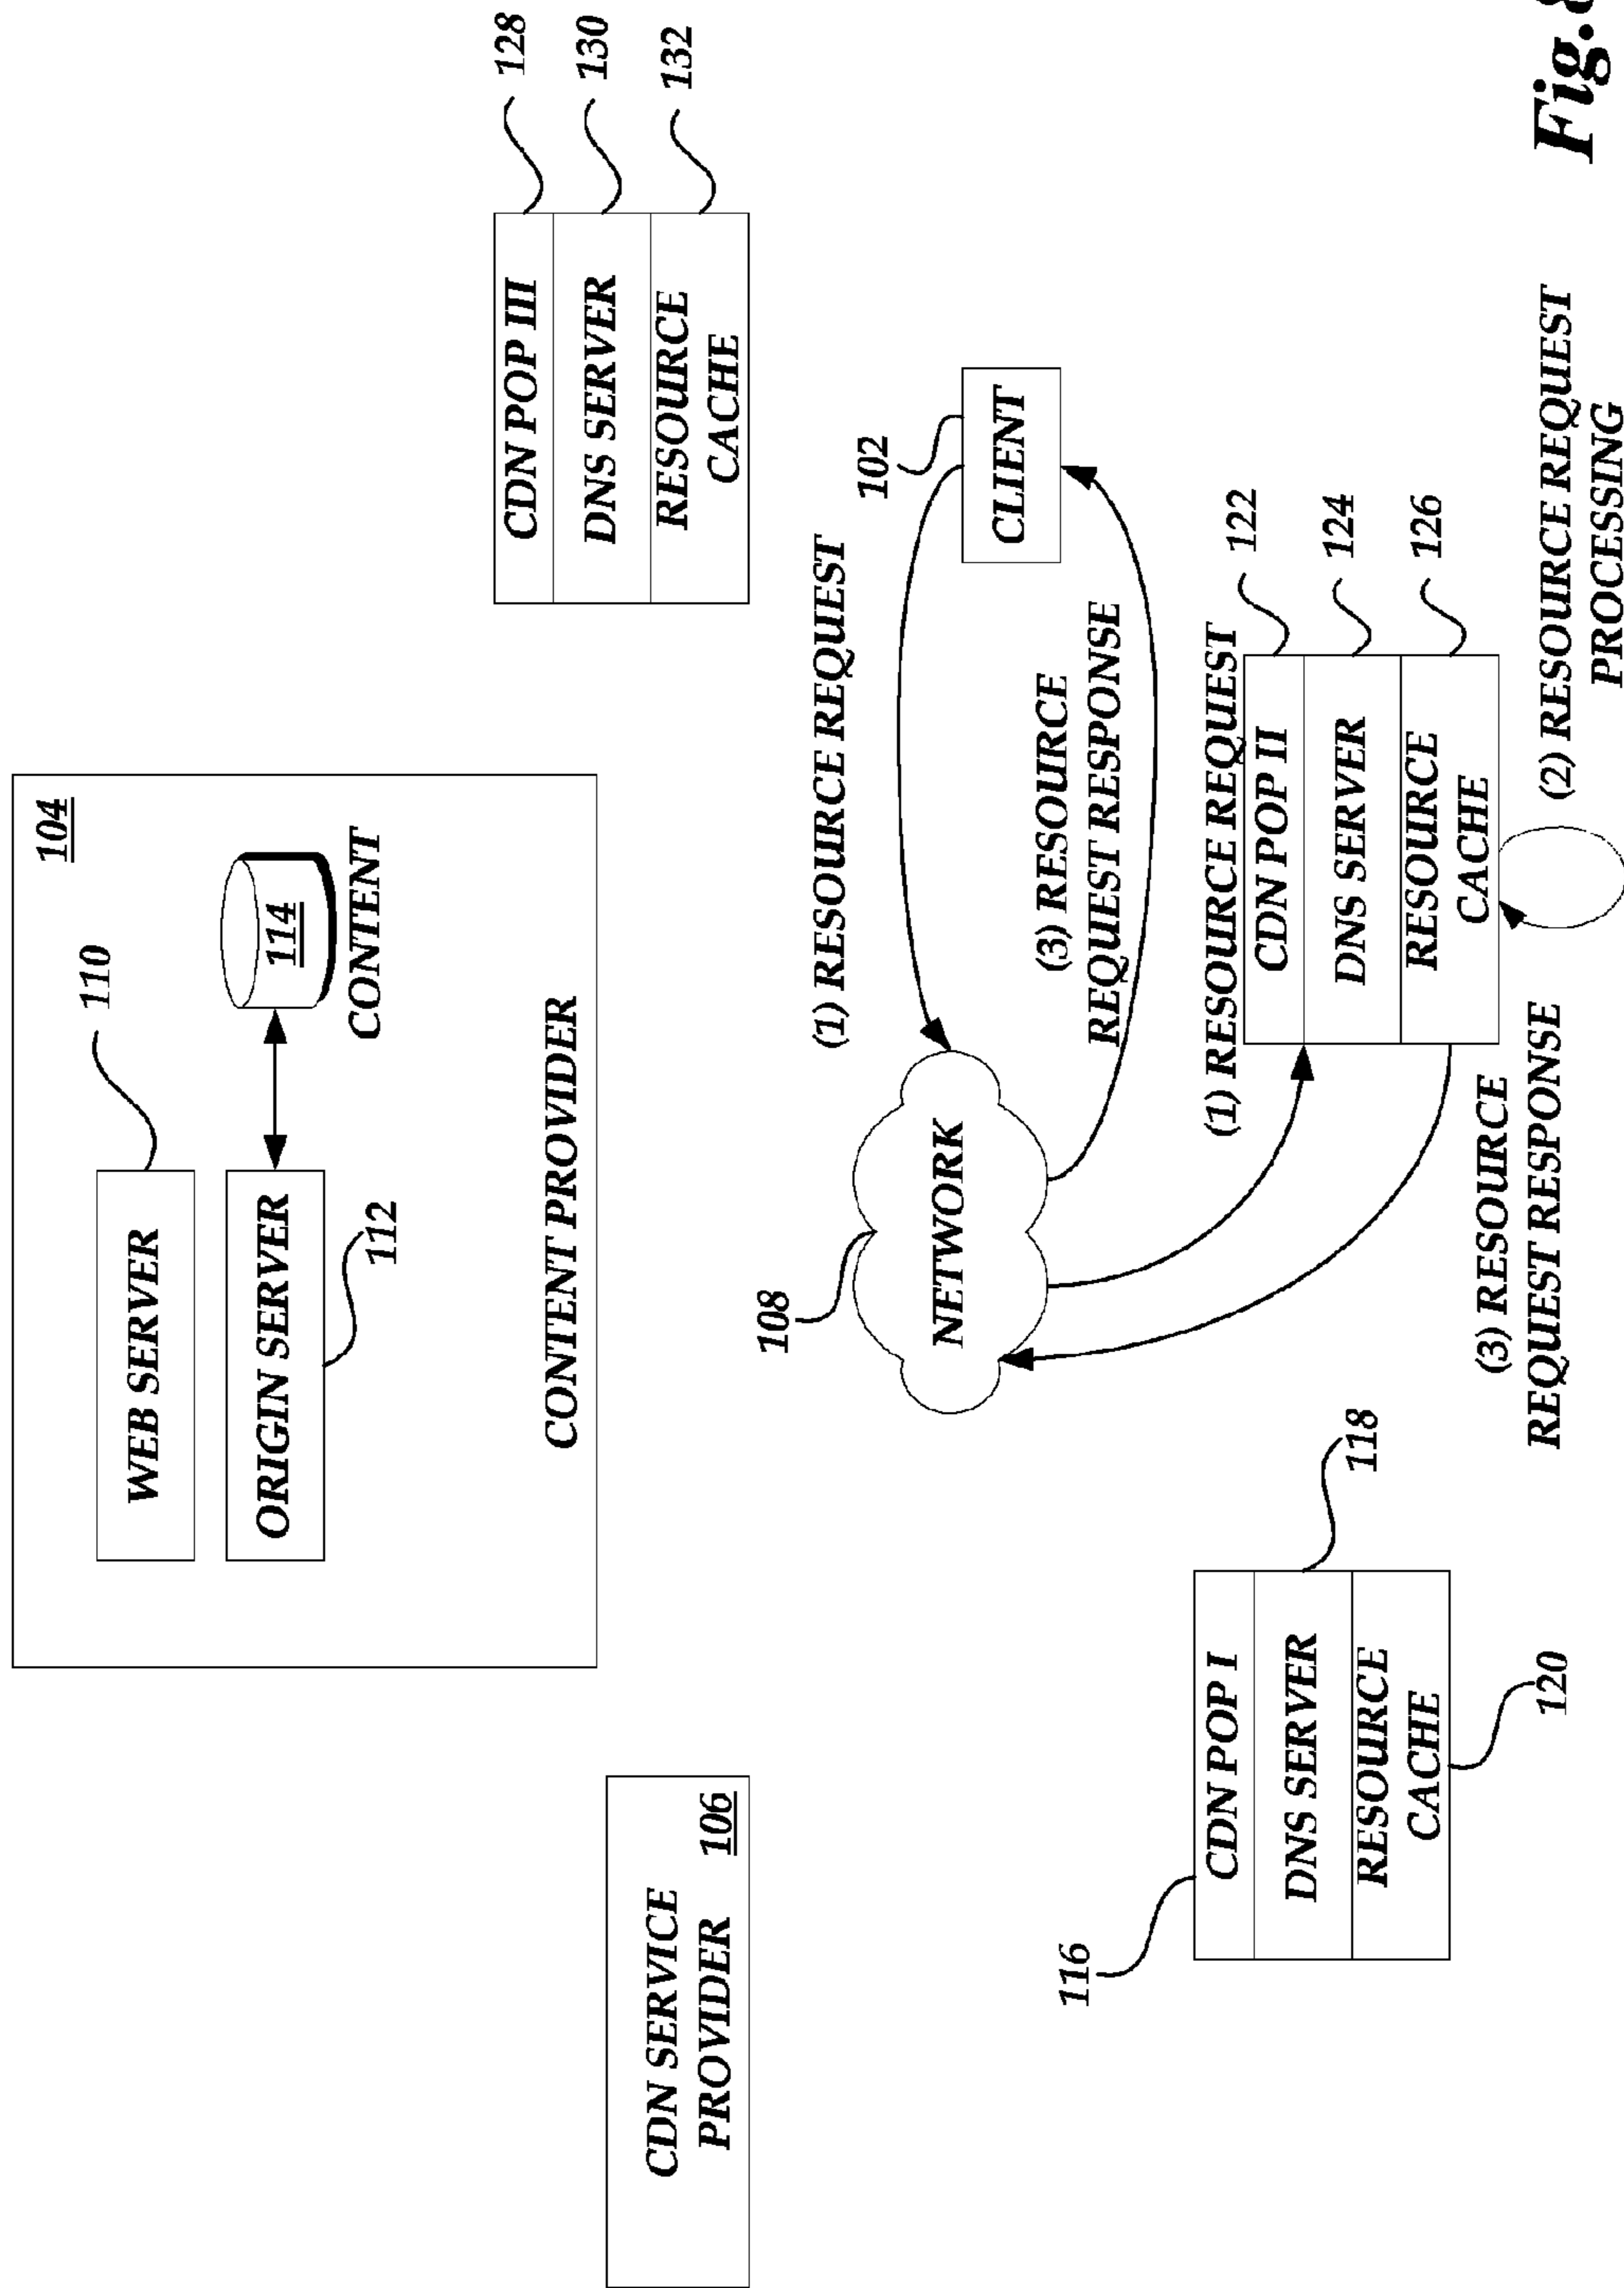 104
110
WEB SERVER
ORIGIN SERVER
114
112
CONTENT
CONTENT PROVIDER
CDN SERVICE
PROVIDER 106
128
CDN POP III
130
DNS SERVER
132
RESOURCE
CACHE
108
(1) RESOURCE REQUEST
102
NETWORK
CLIENT
(3) RESOURCE
REQUEST RESPONSE
116
CDN POP I
DNS SERVER
118
RESOURCE
CACHE
120
(1) RESOURCE REQUEST
122
CDN POP II
124
DNS SERVER
126
RESOURCE
CACHE
(3) RESOURCE
REQUEST RESPONSE
(2) RESOURCE REQUEST
PROCESSING
Fig.